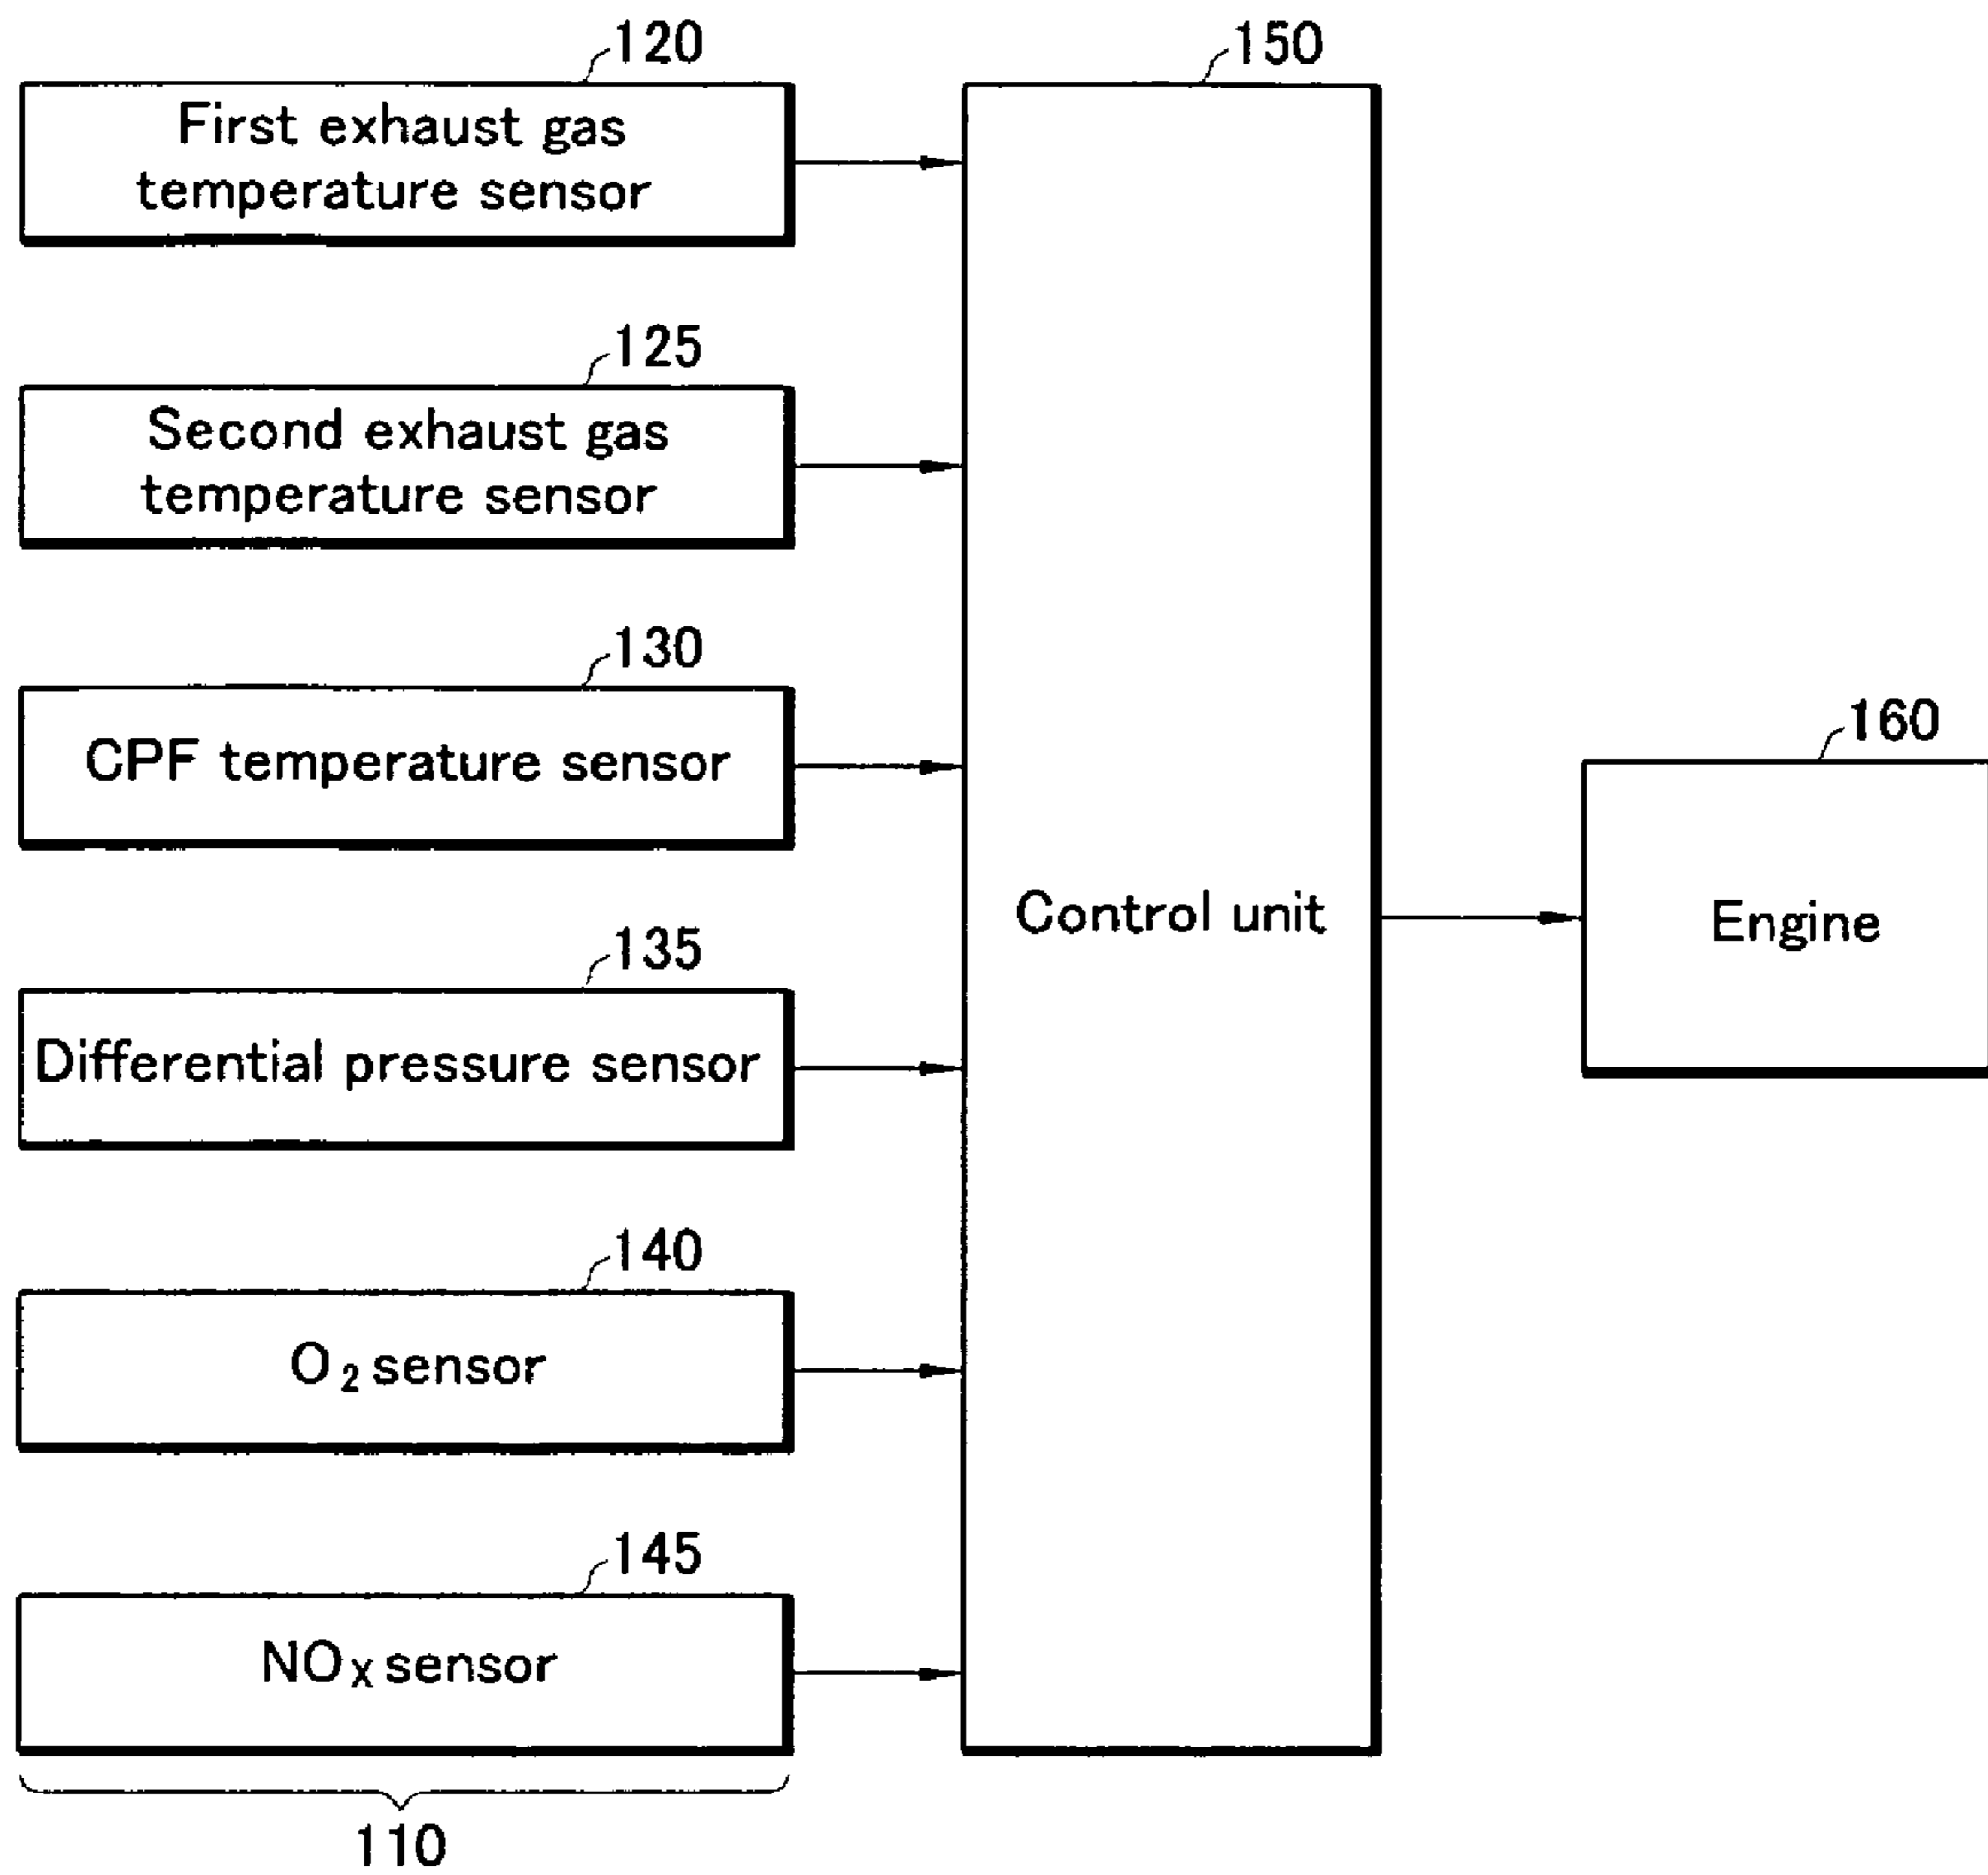 120
First exhaust gas
temperature sensor
125
Second exhaust gas
temperature sensor
130
CPF temperature sensor
135
Differential pressure sensor
140
O₂ sensor
145
NOₓ sensor
110
150
Control unit
160
Engine